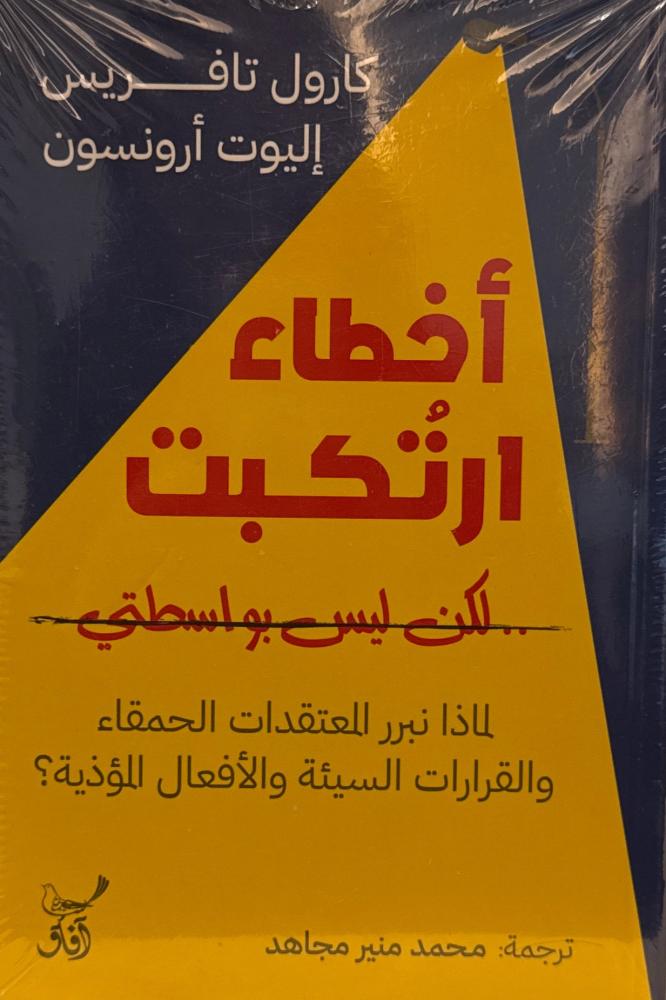 كارول تافـــــريس
إليوت أرونسون
أخطاء
ارتُكبت
..لكن ليس بواسطتي
لماذا نبرر المعتقدات الحمقاء
والقرارات السيئة والأفعال المؤذية؟
آفاق
ترجمة: محمد منير مجاهد